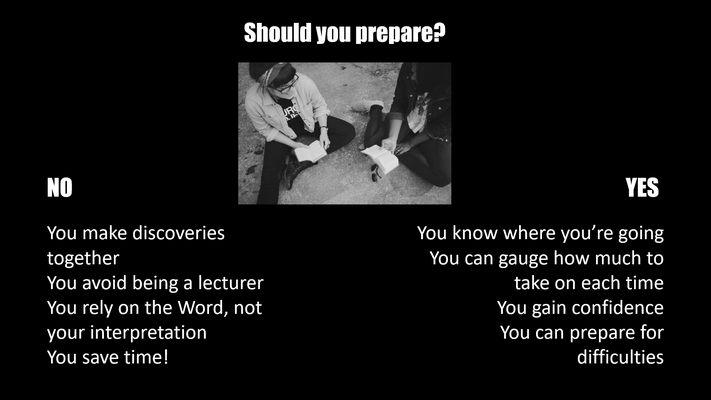 Should you prepare?
NO
You make discoveries
together
You avoid being a lecturer
You rely on the Word, not
your interpretation
You save time!
YES
You know where you’re going
You can gauge how much to
take on each time
You gain confidence
You can prepare for
difficulties